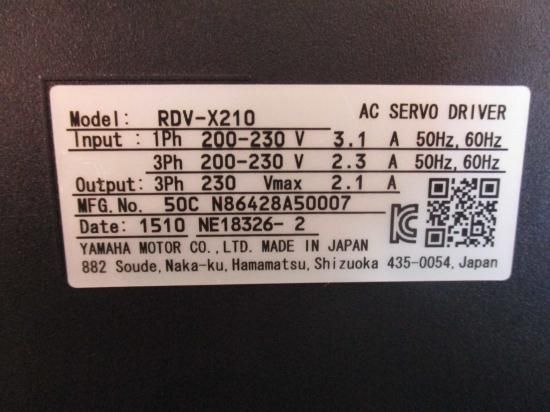 Model: RDV-X210 AC SERVO DRIVER
Input : 1Ph 200-230 V 3.1 A 50Hz, 60Hz
3Ph 200-230 V 2.3 A 50Hz, 60Hz
Output: 3Ph 230 Vmax 2.1 A
MFG. No. 50C N86428A50007
Date: 1510 NE18326- 2
YAMAHA MOTOR CO., LTD. MADE IN JAPAN
882 Soude, Naka-ku, Hamamatsu, Shizuoka 435-0054, Japan